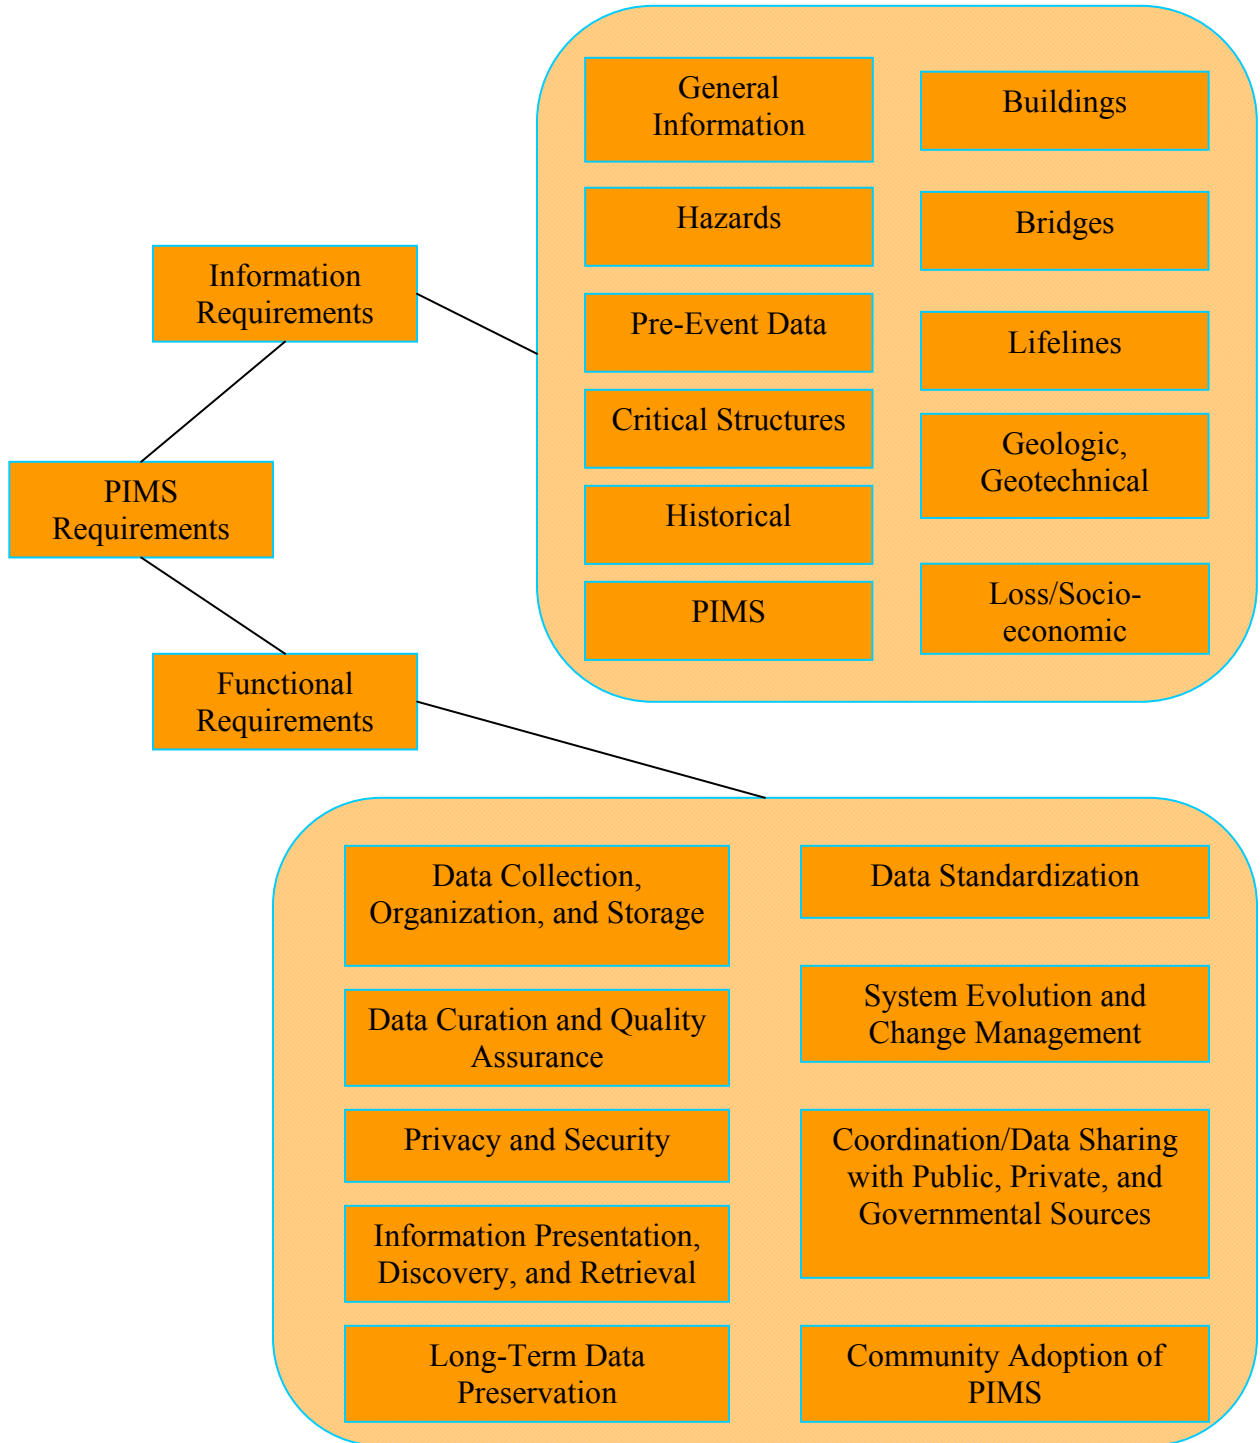 PIMS
Requirements
Information
Requirements
General
Information
Hazards
Pre-Event Data
Critical Structures
Historical
PIMS
Buildings
Bridges
Lifelines
Geologic,
Geotechnical
Loss/Socio-
economic
Functional
Requirements
Data Collection,
Organization, and Storage
Data Curation and Quality
Assurance
Privacy and Security
Information Presentation,
Discovery, and Retrieval
Long-Term Data
Preservation
Data Standardization
System Evolution and
Change Management
Coordination/Data Sharing
with Public, Private, and
Governmental Sources
Community Adoption of
PIMS